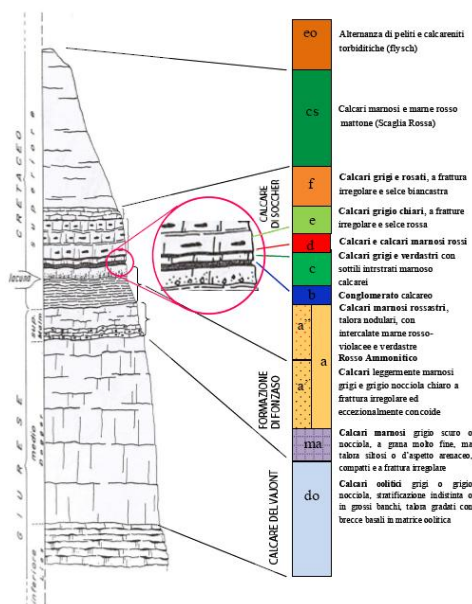 eo
Alternanza di peliti e calcareniti
torbiditiche (flysch)
cs
Calcari marnosi e marne rosso
mattone (Scaglia Rossa)
f
Calcari grigi e rosati, a frattura
irregolare e selce biancastra
CALCARE
DI SOCCHER
e
Calcari grigio chiari, a fratture
irregolare e selce rossa
d
Calcari e calcari marnosi rossi
c
Calcari grigi e verdastri con
sottili intrstrati marnoso
calcarei
b
Conglomerato calcareo
a''
a
Calcari marnosi rossastri,
talora nodulari, con
intercalate marne rosso-
violacee e verdastre
Rosso Ammonitico
a'
Calcari leggermente marnosi
grigi e grigio nocciola chiaro a
frattura irregolare ed
eccezionalmente concoide
FORMAZIONE
DI FONZASO
ma
Calcari marnosi grigio scuro o
nocciola, a grana molto fine, ma
talora siltosi o d'aspetto arenaceo,
compatti e a frattura irregolare
do
Calcari oolitici grigi o grigio
nocciola, stratificazione indistinta o
in grossi banchi, talora gradati con
brecce basali in matrice oolitica
CALCARE DEL VAJONT
CRETACEO
superiore
lacuna
sup.
Malm
GIURESE
medio
Dogger
inferiore
Lias